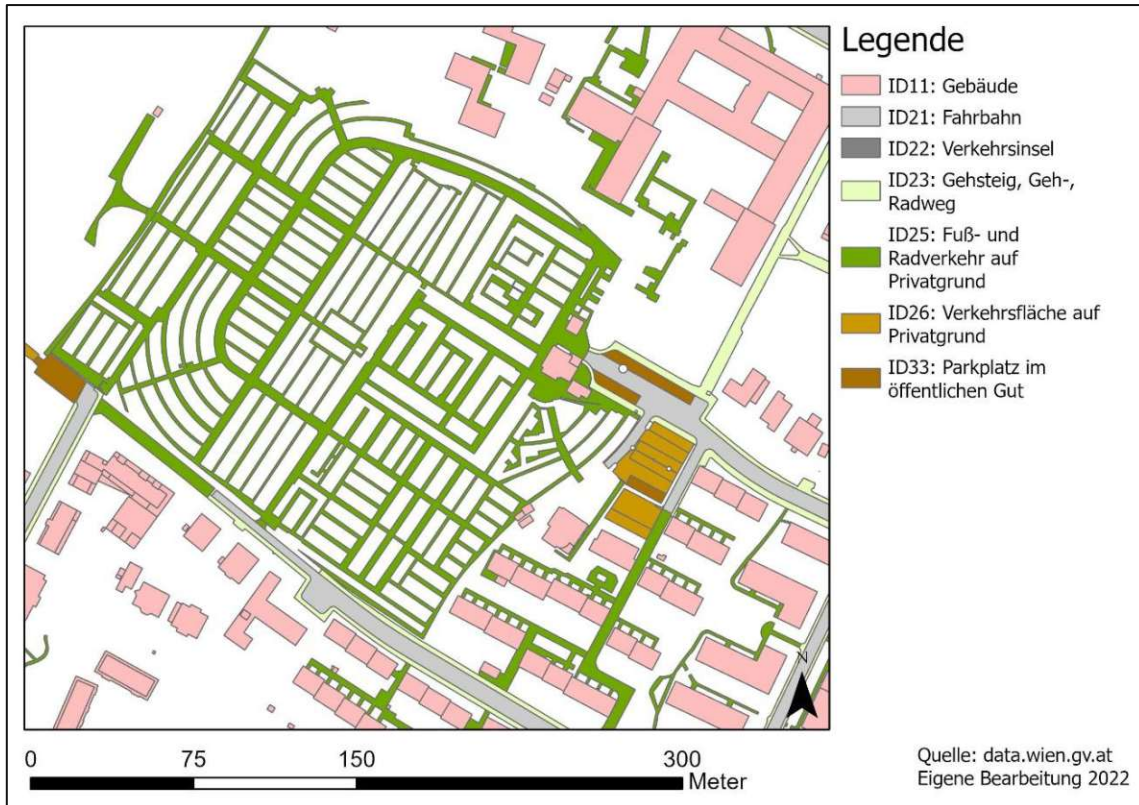 Legende
ID11: Gebäude
ID21: Fahrbahn
ID22: Verkehrsinsel
ID23: Gehsteig, Geh-,
Radweg
ID25: Fuß- und
Radverkehr auf
Privatgrund
ID26: Verkehrsfläche auf
Privatgrund
ID33: Parkplatz im
öffentlichen Gut
N
0 75 150 300
Meter
Quelle: data.wien.gv.at
Eigene Bearbeitung 2022